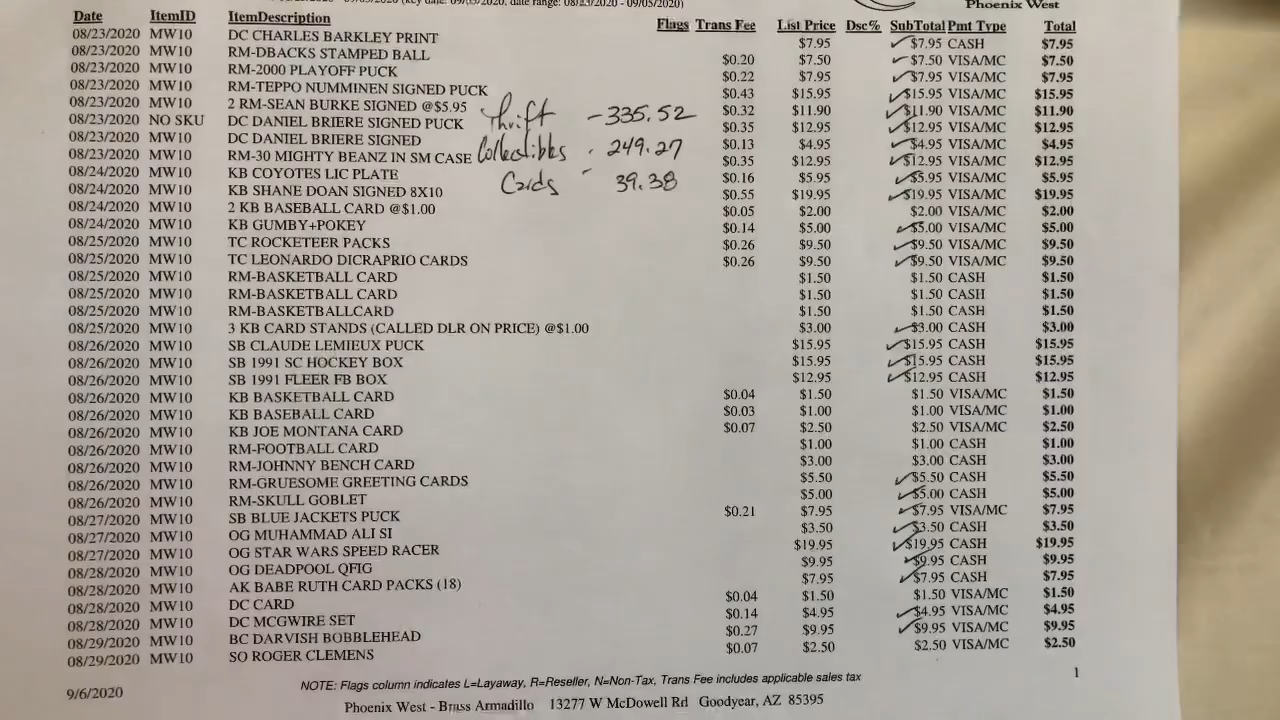 (key date: 09/05/2020, date range: 08/23/2020 - 09/05/2020)
Phoenix West
Date ItemID ItemDescription Flags Trans Fee List Price Dsc% SubTotal Pmt Type Total
08/23/2020 MW10 DC CHARLES BARKLEY PRINT $7.95 $7.95 CASH $7.95
08/23/2020 MW10 RM-DBACKS STAMPED BALL $0.20 $7.50 $7.50 VISA/MC $7.50
08/23/2020 MW10 RM-2000 PLAYOFF PUCK $0.22 $7.95 $7.95 VISA/MC $7.95
08/23/2020 MW10 RM-TEPPO NUMMINEN SIGNED PUCK $0.43 $15.95 $15.95 VISA/MC $15.95
08/23/2020 MW10 2 RM-SEAN BURKE SIGNED @$5.95 $0.32 $11.90 $11.90 VISA/MC $11.90
08/23/2020 NO SKU DC DANIEL BRIERE SIGNED PUCK $0.35 $12.95 $12.95 VISA/MC $12.95
08/23/2020 MW10 DC DANIEL BRIERE SIGNED $0.13 $4.95 $4.95 VISA/MC $4.95
08/23/2020 MW10 RM-30 MIGHTY BEANZ IN SM CASE $0.35 $12.95 $12.95 VISA/MC $12.95
08/24/2020 MW10 KB COYOTES LIC PLATE $0.16 $5.95 $5.95 VISA/MC $5.95
08/24/2020 MW10 KB SHANE DOAN SIGNED 8X10 $0.55 $19.95 $19.95 VISA/MC $19.95
08/24/2020 MW10 2 KB BASEBALL CARD @$1.00 $0.05 $2.00 $2.00 VISA/MC $2.00
08/24/2020 MW10 KB GUMBY+POKEY $0.14 $5.00 $5.00 VISA/MC $5.00
08/25/2020 MW10 TC ROCKETEER PACKS $0.26 $9.50 $9.50 VISA/MC $9.50
08/25/2020 MW10 TC LEONARDO DICRAPRIO CARDS $0.26 $9.50 $9.50 VISA/MC $9.50
08/25/2020 MW10 RM-BASKETBALL CARD $1.50 $1.50 CASH $1.50
08/25/2020 MW10 RM-BASKETBALL CARD $1.50 $1.50 CASH $1.50
08/25/2020 MW10 RM-BASKETBALLCARD $1.50 $1.50 CASH $1.50
08/25/2020 MW10 3 KB CARD STANDS (CALLED DLR ON PRICE) @$1.00 $3.00 $3.00 CASH $3.00
08/26/2020 MW10 SB CLAUDE LEMIEUX PUCK $15.95 $15.95 CASH $15.95
08/26/2020 MW10 SB 1991 SC HOCKEY BOX $15.95 $15.95 CASH $15.95
08/26/2020 MW10 SB 1991 FLEER FB BOX $12.95 $12.95 CASH $12.95
08/26/2020 MW10 KB BASKETBALL CARD $0.04 $1.50 $1.50 VISA/MC $1.50
08/26/2020 MW10 KB BASEBALL CARD $0.03 $1.00 $1.00 VISA/MC $1.00
08/26/2020 MW10 KB JOE MONTANA CARD $0.07 $2.50 $2.50 VISA/MC $2.50
08/26/2020 MW10 RM-FOOTBALL CARD $1.00 $1.00 CASH $1.00
08/26/2020 MW10 RM-JOHNNY BENCH CARD $3.00 $3.00 CASH $3.00
08/26/2020 MW10 RM-GRUESOME GREETING CARDS $5.50 $5.50 CASH $5.50
08/26/2020 MW10 RM-SKULL GOBLET $5.00 $5.00 CASH $5.00
08/27/2020 MW10 SB BLUE JACKETS PUCK $0.21 $7.95 $7.95 VISA/MC $7.95
08/27/2020 MW10 OG MUHAMMAD ALI SI $3.50 $3.50 CASH $3.50
08/27/2020 MW10 OG STAR WARS SPEED RACER $19.95 $19.95 CASH $19.95
08/28/2020 MW10 OG DEADPOOL QFIG $9.95 $9.95 CASH $9.95
08/28/2020 MW10 AK BABE RUTH CARD PACKS (18) $7.95 $7.95 CASH $7.95
08/28/2020 MW10 DC CARD $0.04 $1.50 $1.50 VISA/MC $1.50
08/28/2020 MW10 DC MCGWIRE SET $0.14 $4.95 $4.95 VISA/MC $4.95
08/29/2020 MW10 BC DARVISH BOBBLEHEAD $0.27 $9.95 $9.95 VISA/MC $9.95
08/29/2020 MW10 SO ROGER CLEMENS $0.07 $2.50 $2.50 VISA/MC $2.50
Thrift - 335.52
Collectibles - 249.27
Cards - 39.38
NOTE: Flags column indicates L=Layaway, R=Reseller, N=Non-Tax, Trans Fee includes applicable sales tax
1
9/6/2020
Phoenix West - Brass Armadillo 13277 W McDowell Rd Goodyear, AZ 85395